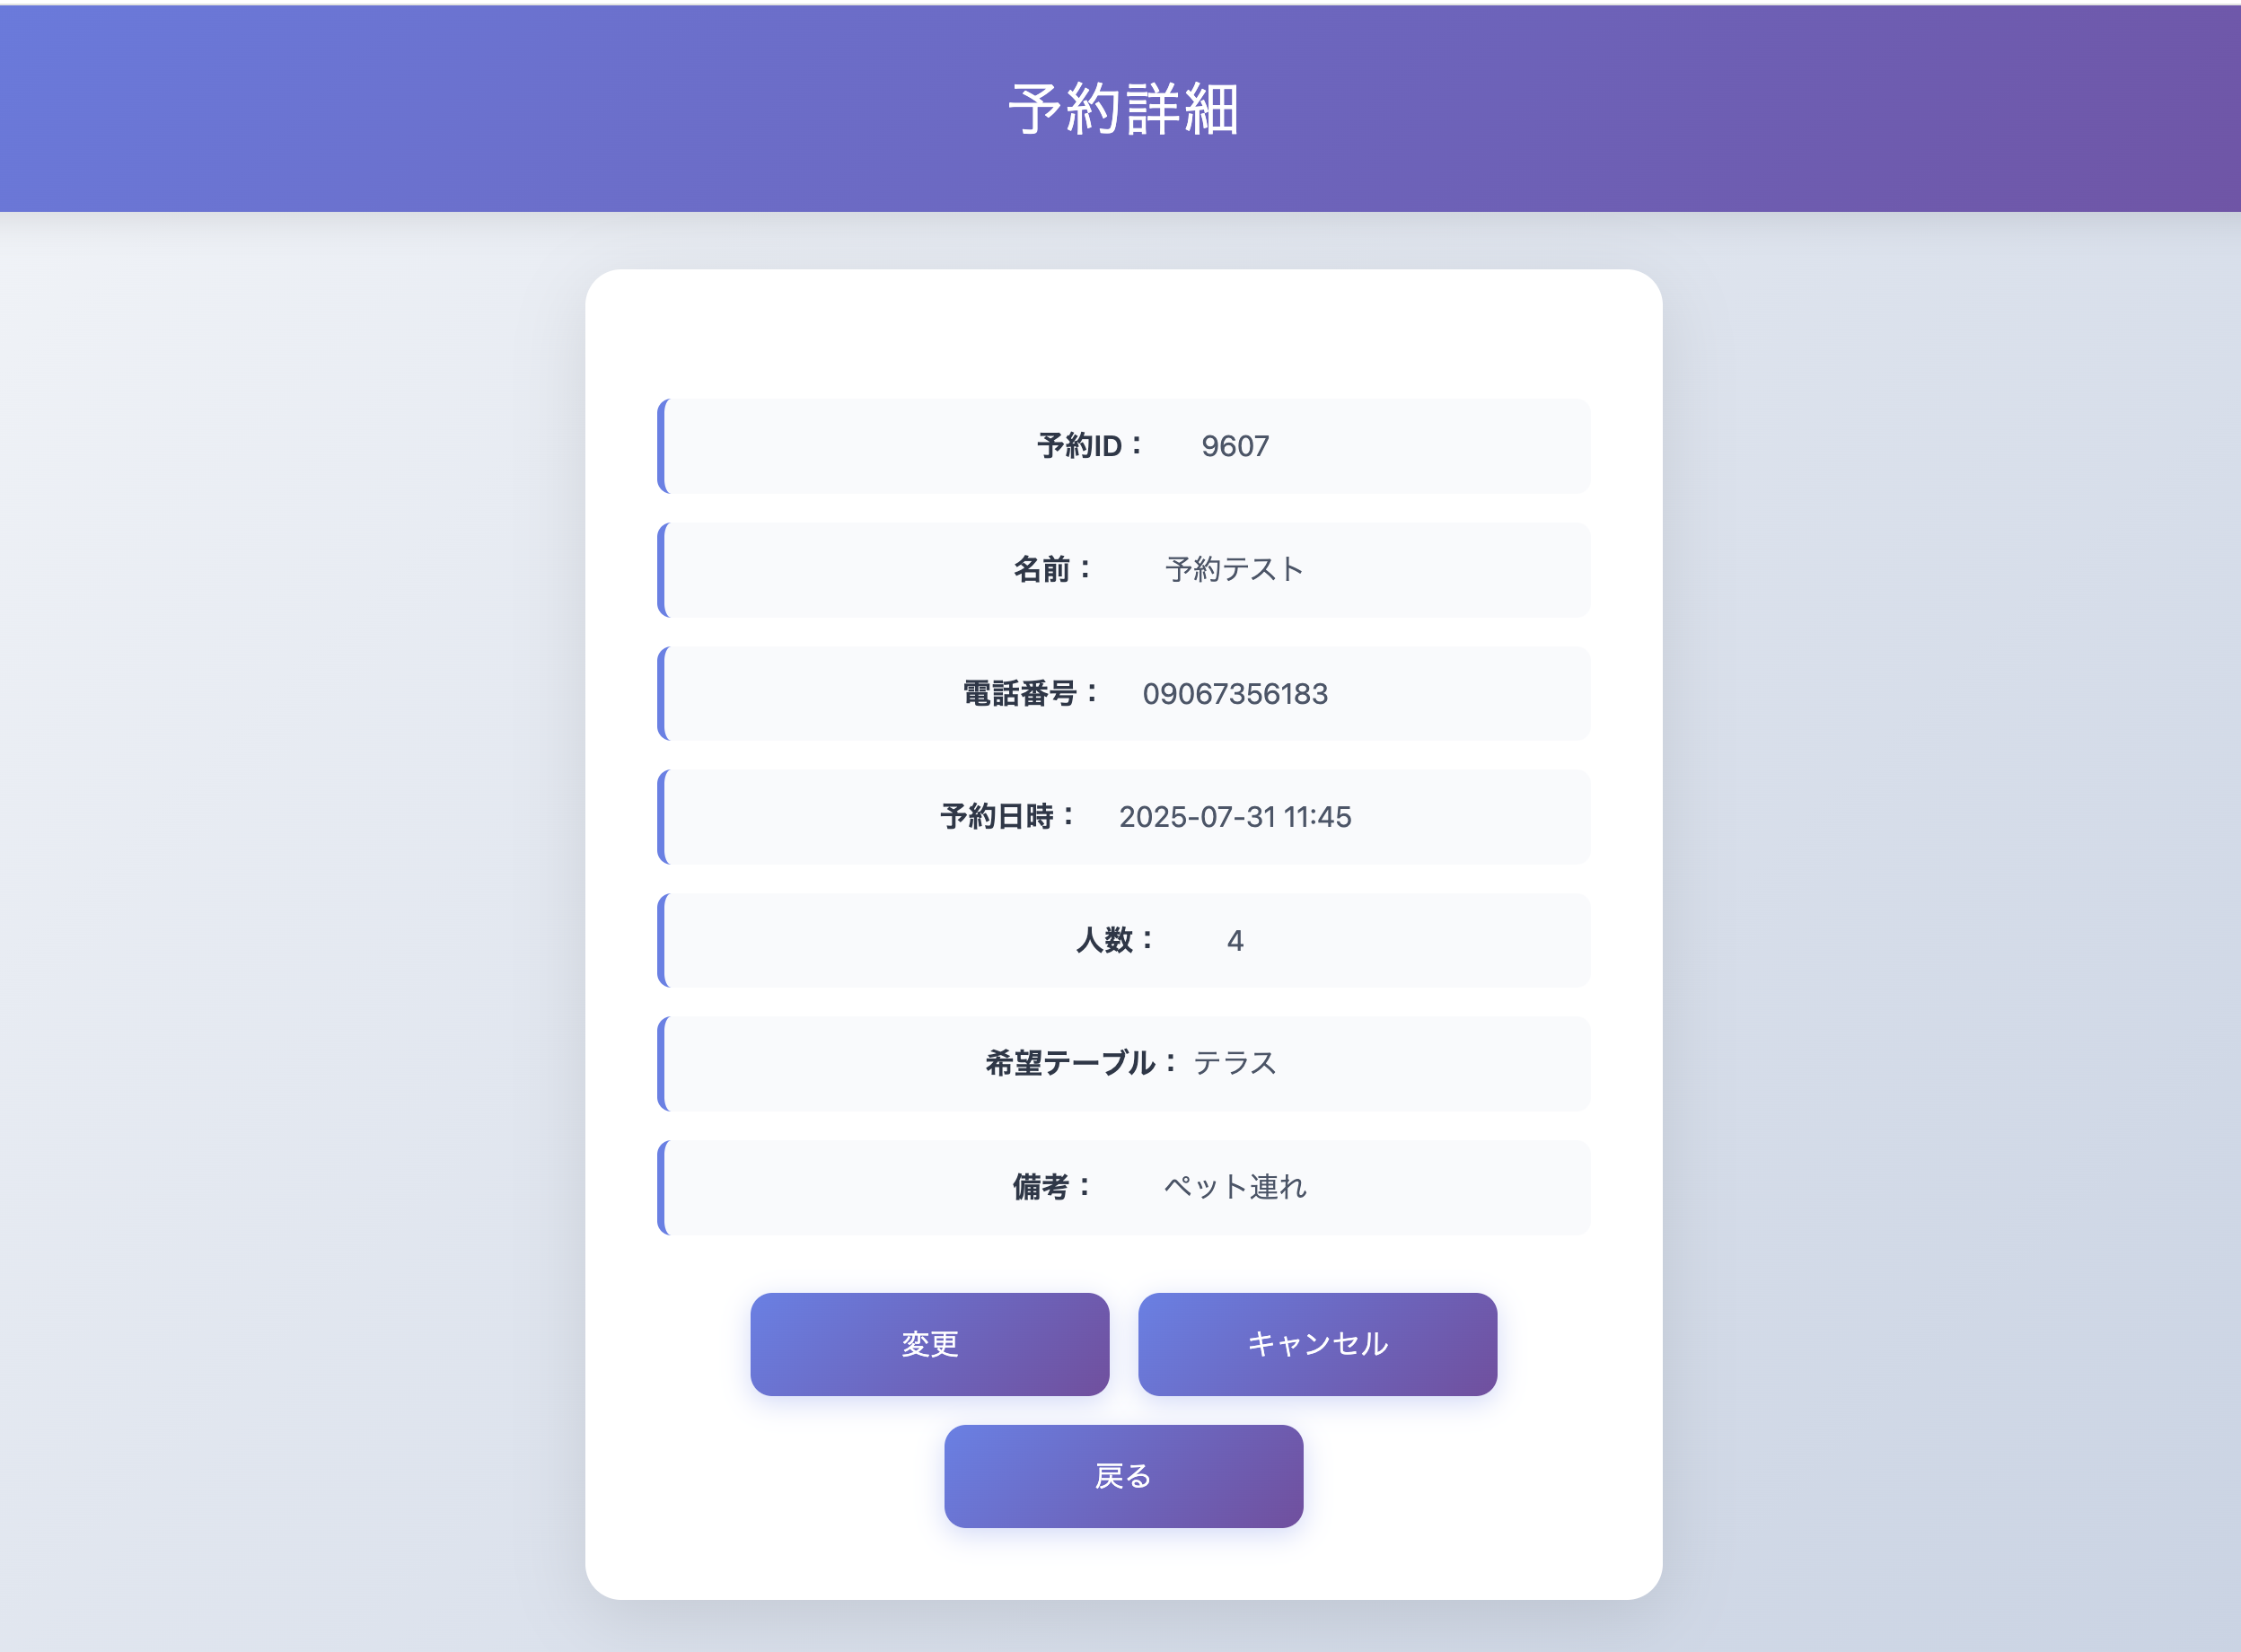 予約詳細
予約ID： 9607
名前： 予約テスト
電話番号： 09067356183
予約日時： 2025-07-31 11:45
人数： 4
希望テーブル： テラス
備考： ペット連れ
変更 キャンセル
戻る